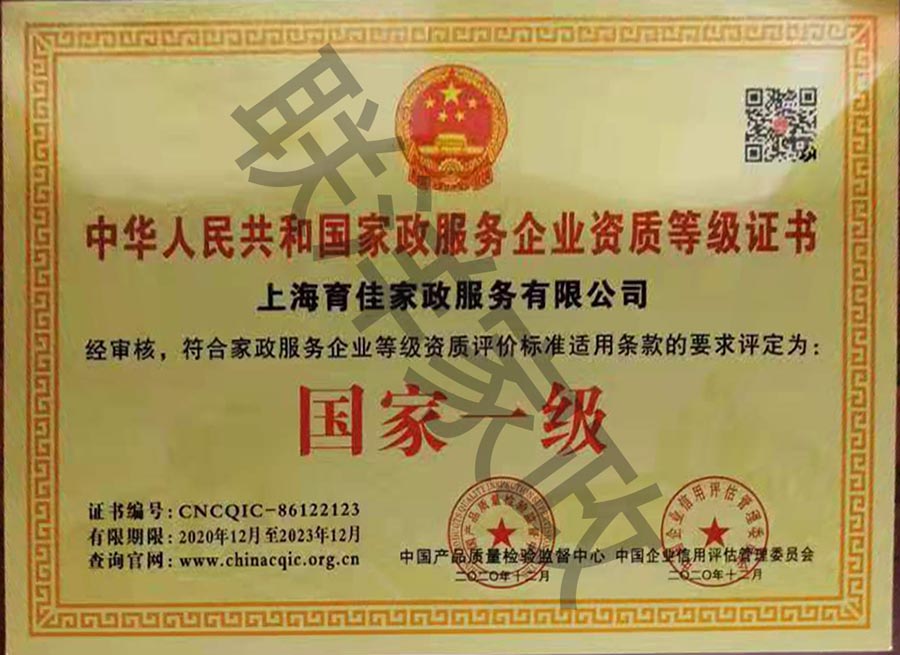 中华人民共和国家政服务企业资质等级证书
上海育佳家政服务有限公司
经审核，符合家政服务企业等级资质评价标准适用条款的要求评定为：
国家一级
证书编号：CNCQIC-86122123
有限期限：2020年12月至2023年12月
查询官网：www.chinacqic.org.cn
中国产品质量检验监督中心
二〇二〇年十二月
中国企业信用评估管理委员会
二〇二〇年十二月
联学家政